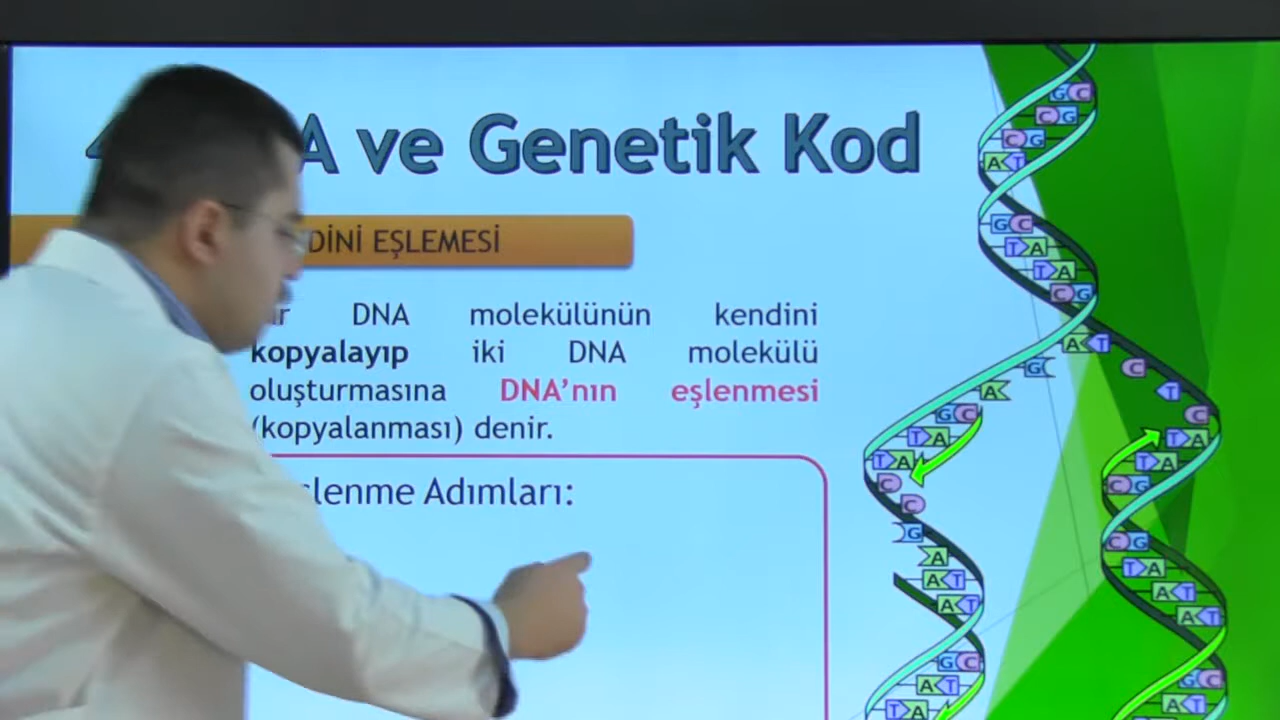 A ve Genetik Kod
DİNİ EŞLEMESİ
DNA molekülünün kendini
kopyalayıp iki DNA molekülü
oluşturmasına DNA’nın eşlenmesi
(kopyalanması) denir.
şlenme Adımları:
G C
C G
C G
A T
G C
T A
T A
C G
A T
G C
A T
G C C
T A T A
T A T A
C C G
C
G C G
A T A
A T A T
A T A T
G C G C
A T A T
T A